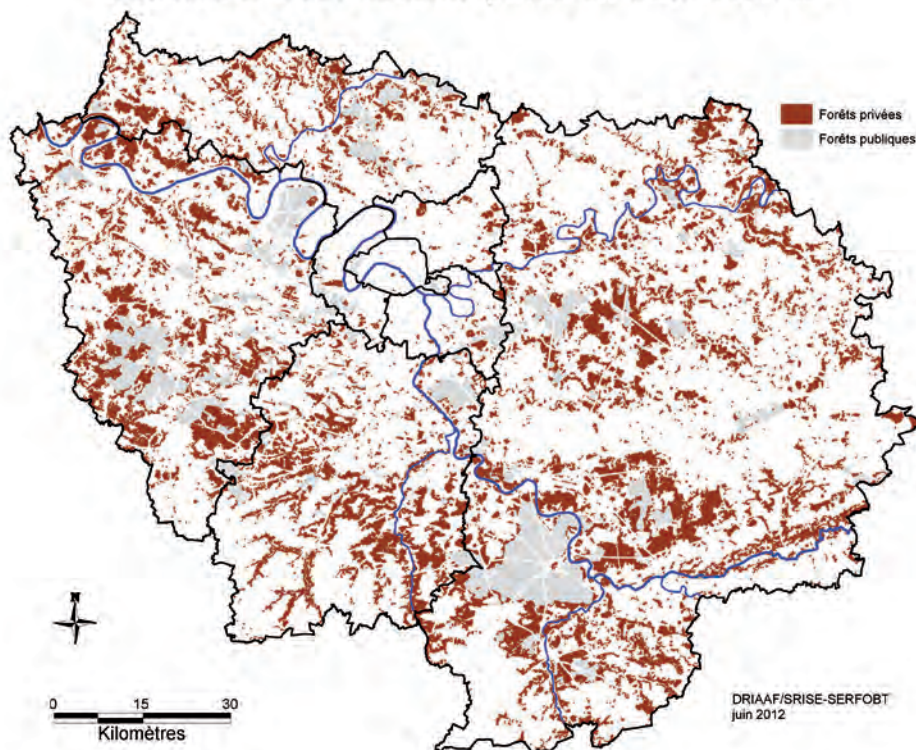 Forêts privées
Forêts publiques
N
0 15 30
Kilomètres
DRIAAF/SRISE-SERFOBT
juin 2012